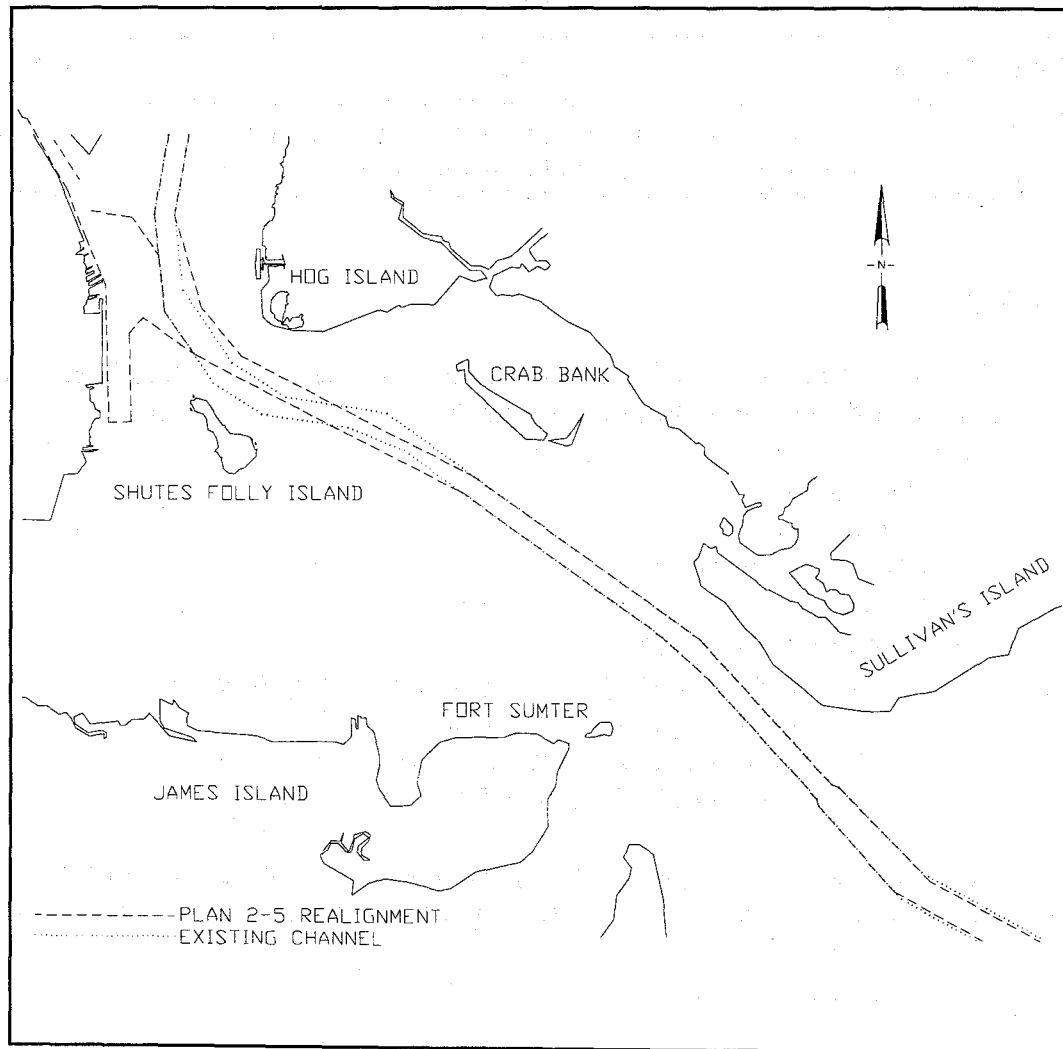 HOG ISLAND
N
CRAB BANK
SHUTES FOLLY ISLAND
SULLIVAN'S ISLAND
FORT SUMTER
JAMES ISLAND
PLAN 2-5 REALIGNMENT
EXISTING CHANNEL